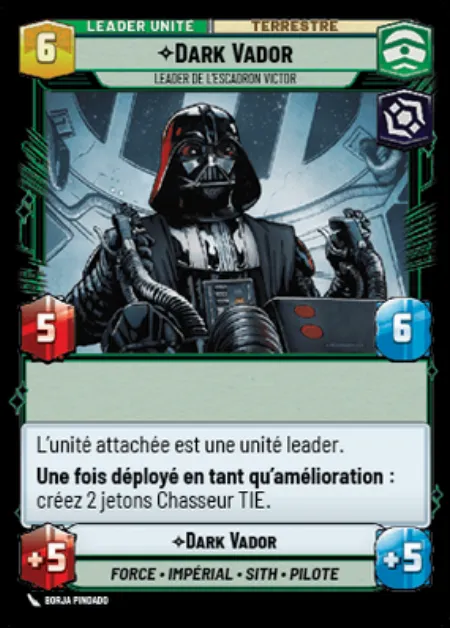 LEADER UNITÉ
TERRESTRE
6
✧DARK VADOR
LEADER DE L'ESCADRON VICTOR
5
6
L'unité attachée est une unité leader.
Une fois déployé en tant qu'amélioration :
créez 2 jetons Chasseur TIE.
+5
✧DARK VADOR
+5
FORCE • IMPÉRIAL • SITH • PILOTE
BORJA PINDADO